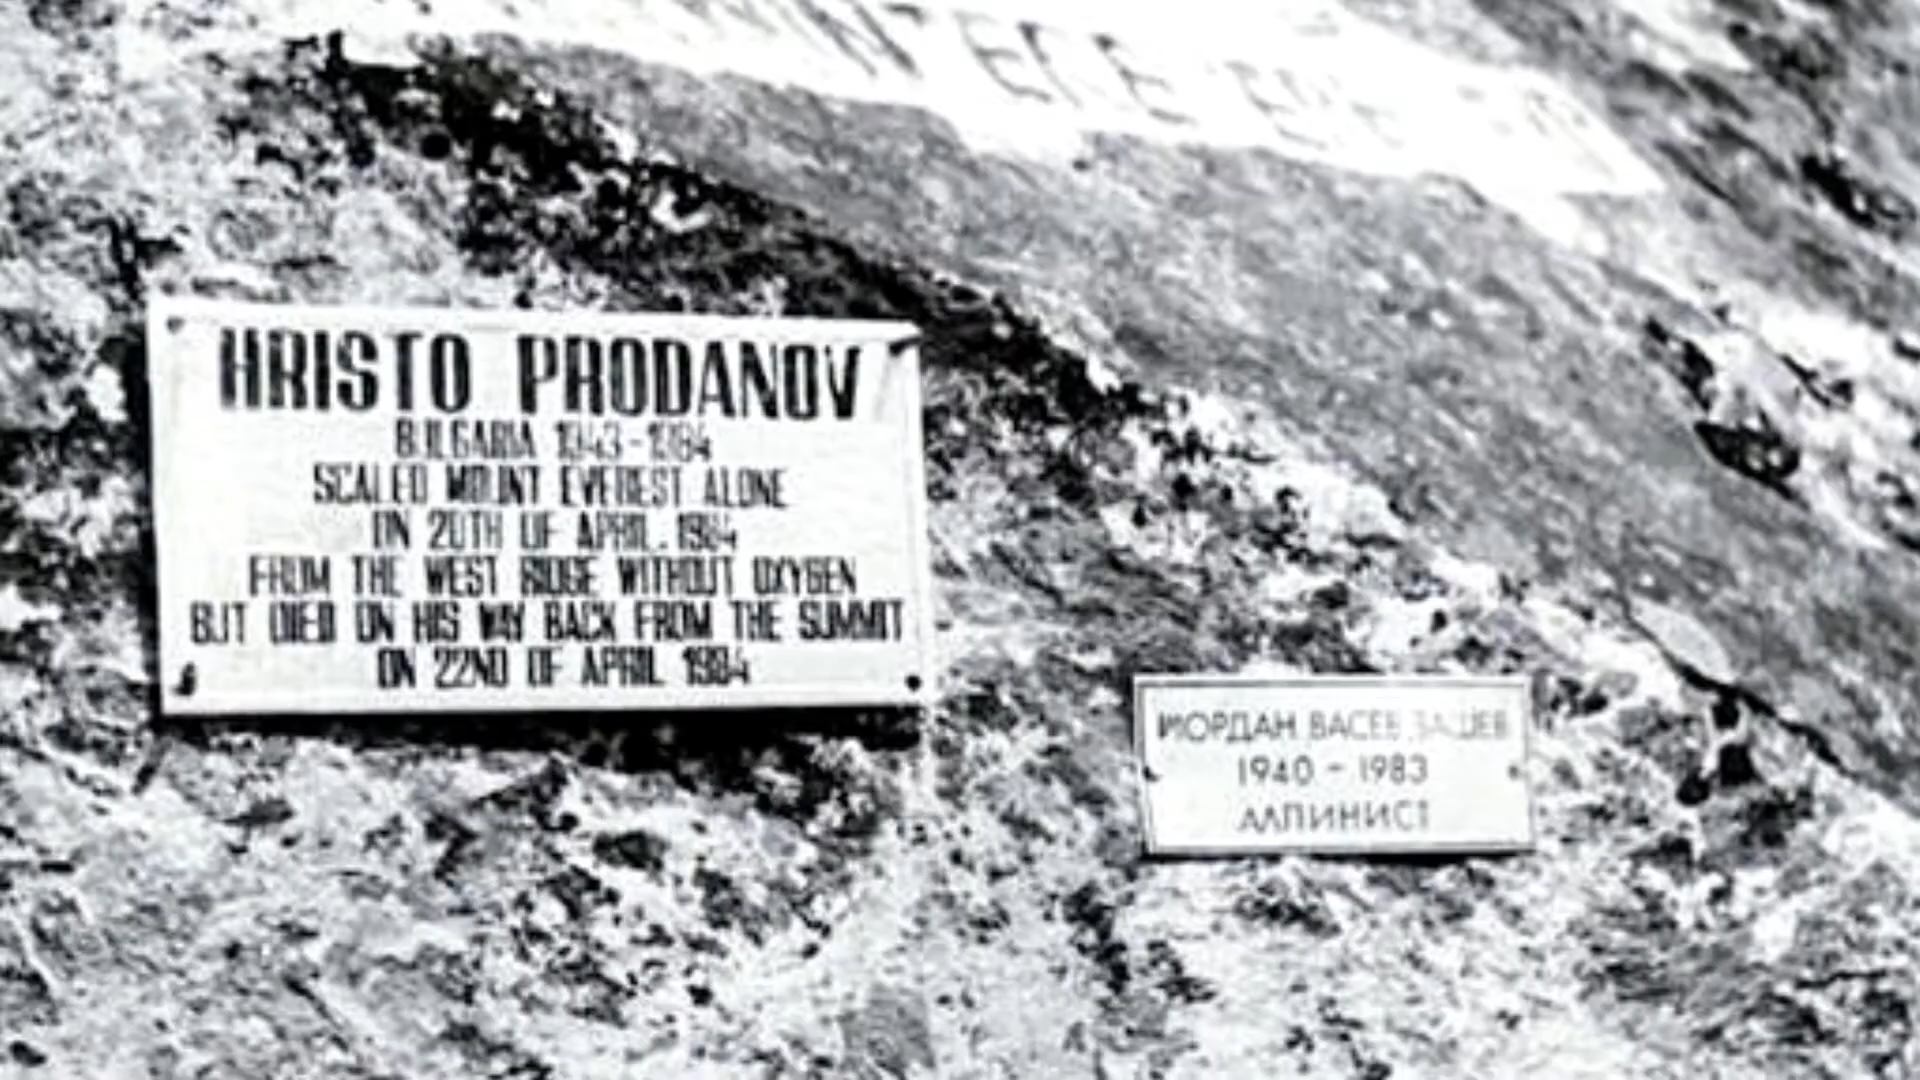 HRISTO PRODANOV
BULGARIA 1943-1984
SCALED MOUNT EVEREST ALONE
ON 20TH OF APRIL. 1984
FROM THE WEST RIDGE WITHOUT OXYGEN
BUT DIED ON HIS WAY BACK FROM THE SUMMIT
ON 22ND OF APRIL 1984
ЙОРДАН ВАСЕВ
1940 - 1983
АЛПИНИСТ